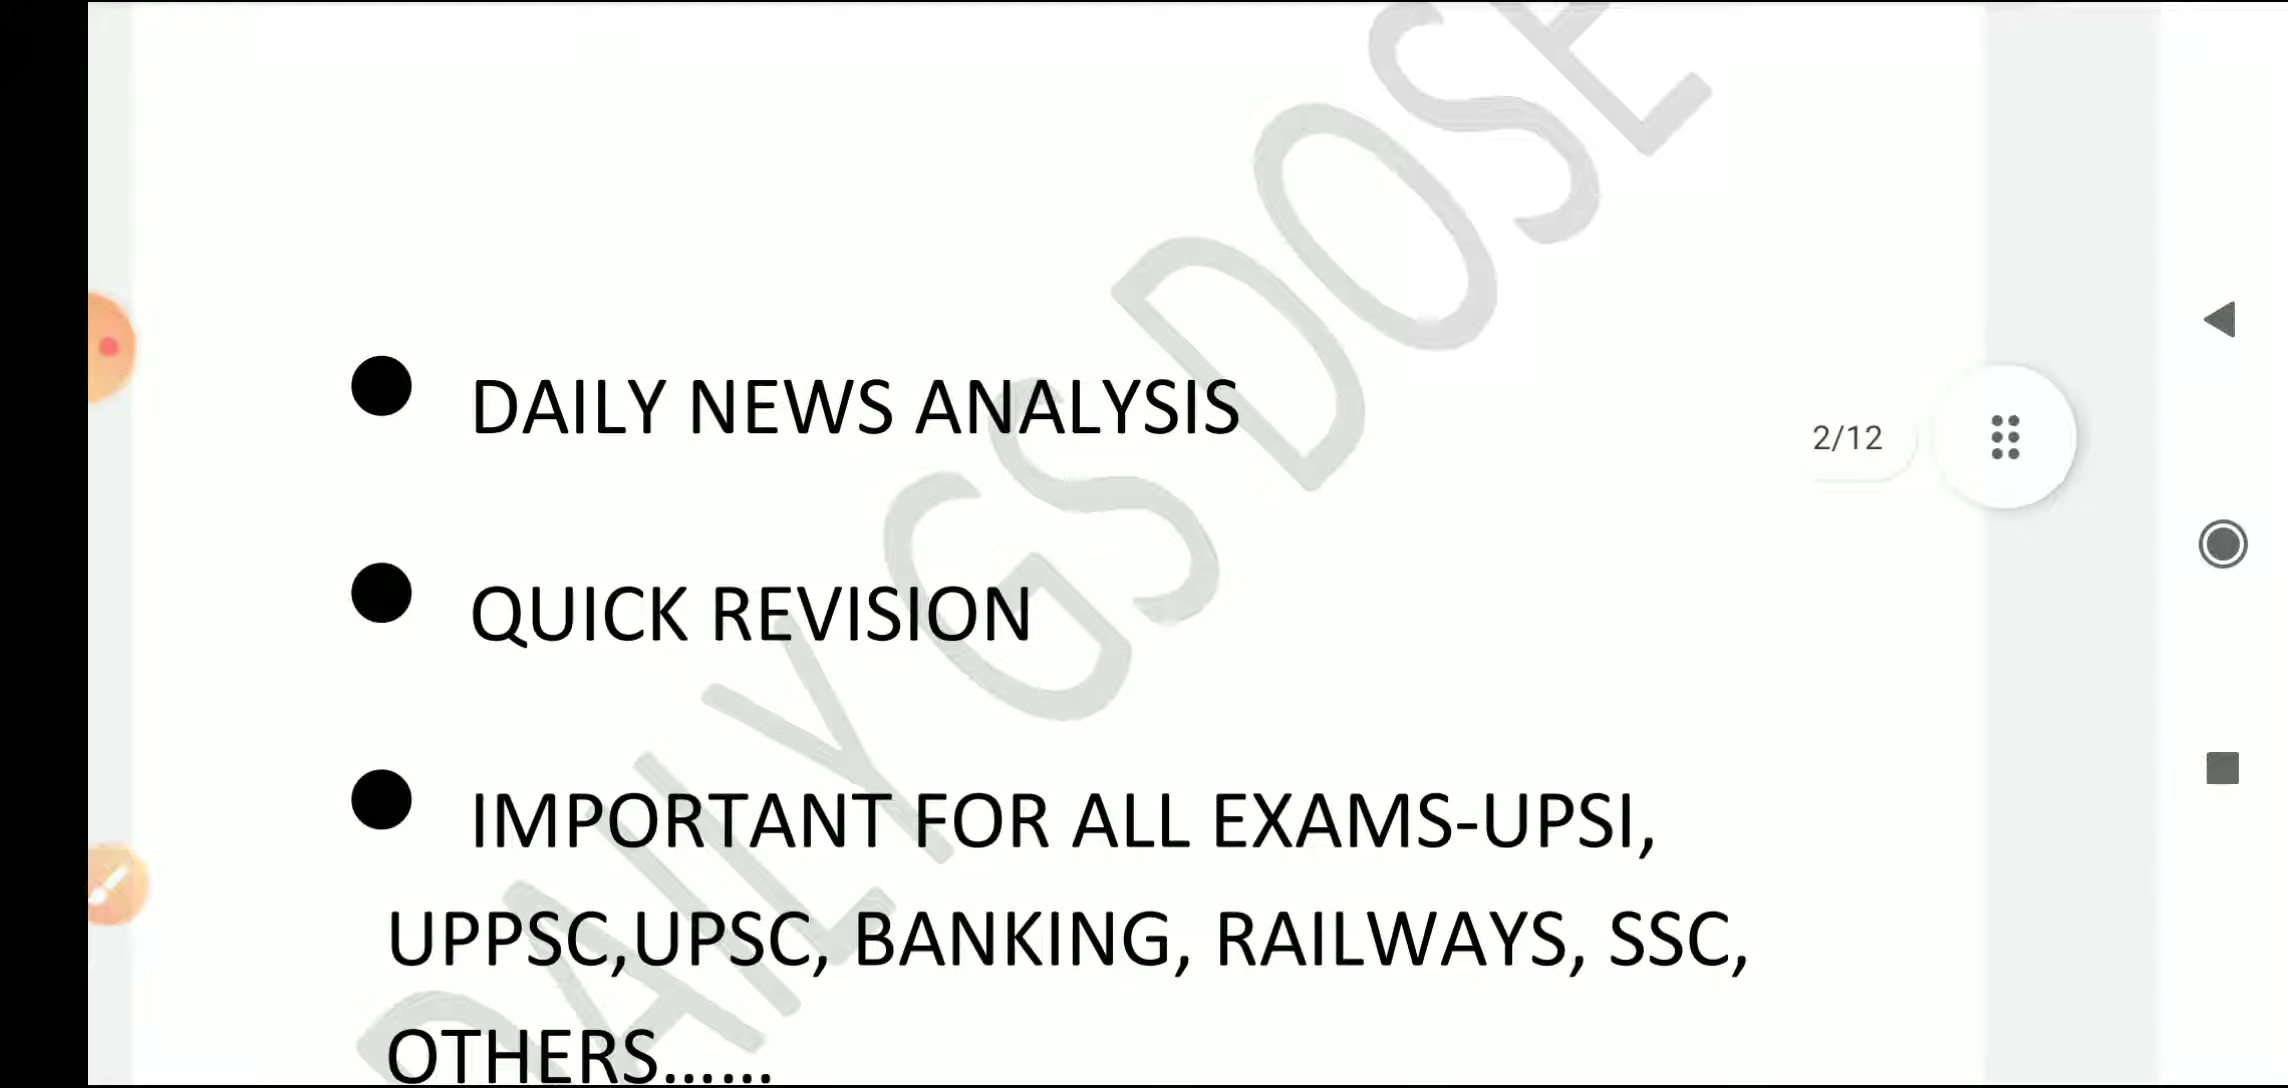 DAILY GS DOSE
● DAILY NEWS ANALYSIS
2/12
● QUICK REVISION
● IMPORTANT FOR ALL EXAMS-UPSI,
UPPSC,UPSC, BANKING, RAILWAYS, SSC,
OTHERS......